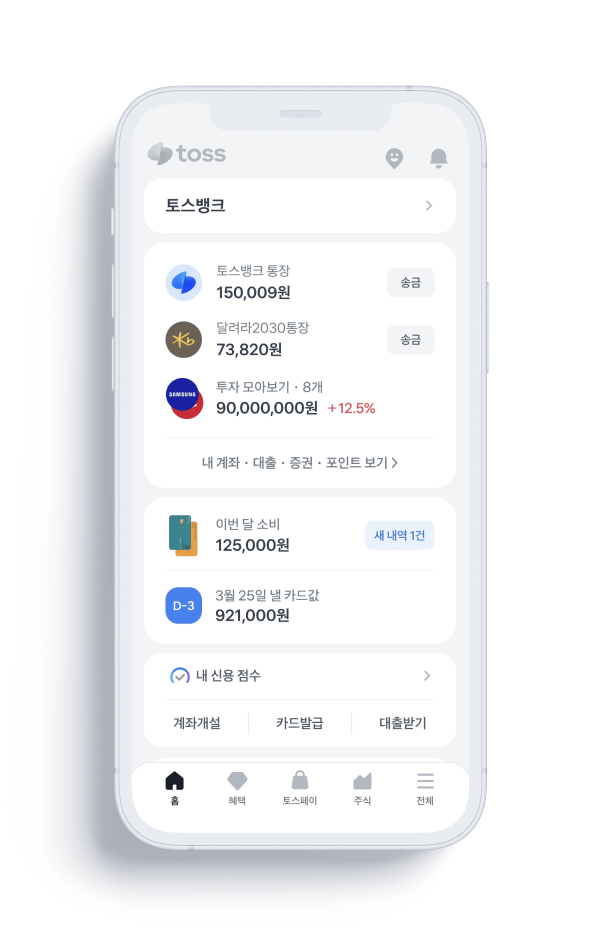 toss
토스뱅크
토스뱅크 통장
150,009원
송금
달려라2030통장
73,820원
송금
SAMSUNG
투자 모아보기 · 8개
90,000,000원 +12.5%
내 계좌 · 대출 · 증권 · 포인트 보기
이번 달 소비
125,000원
새 내역 1건
D-3
3월 25일 낼 카드값
921,000원
내 신용 점수
계좌개설 카드발급 대출받기
홈 혜택 토스페이 주식 전체